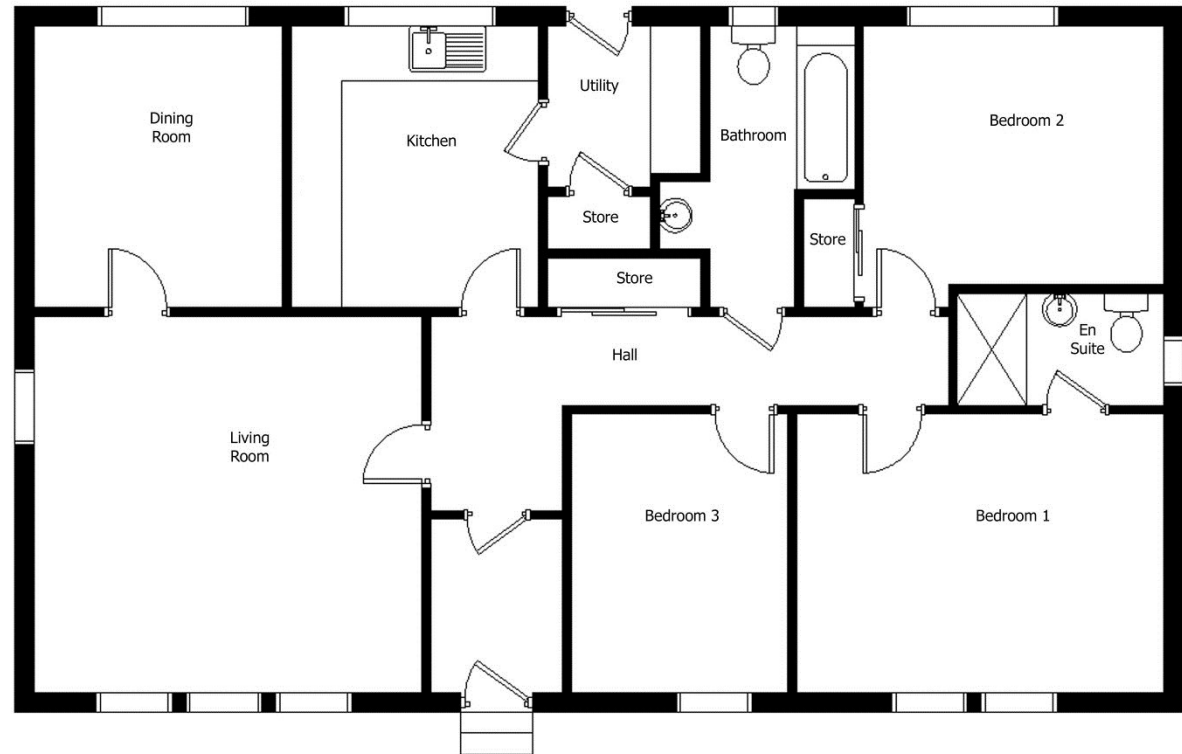 Dining
Room
Kitchen
Utility
Bathroom
Bedroom 2
Store
Store
Store
Hall
En
Suite
Living
Room
Bedroom 3
Bedroom 1